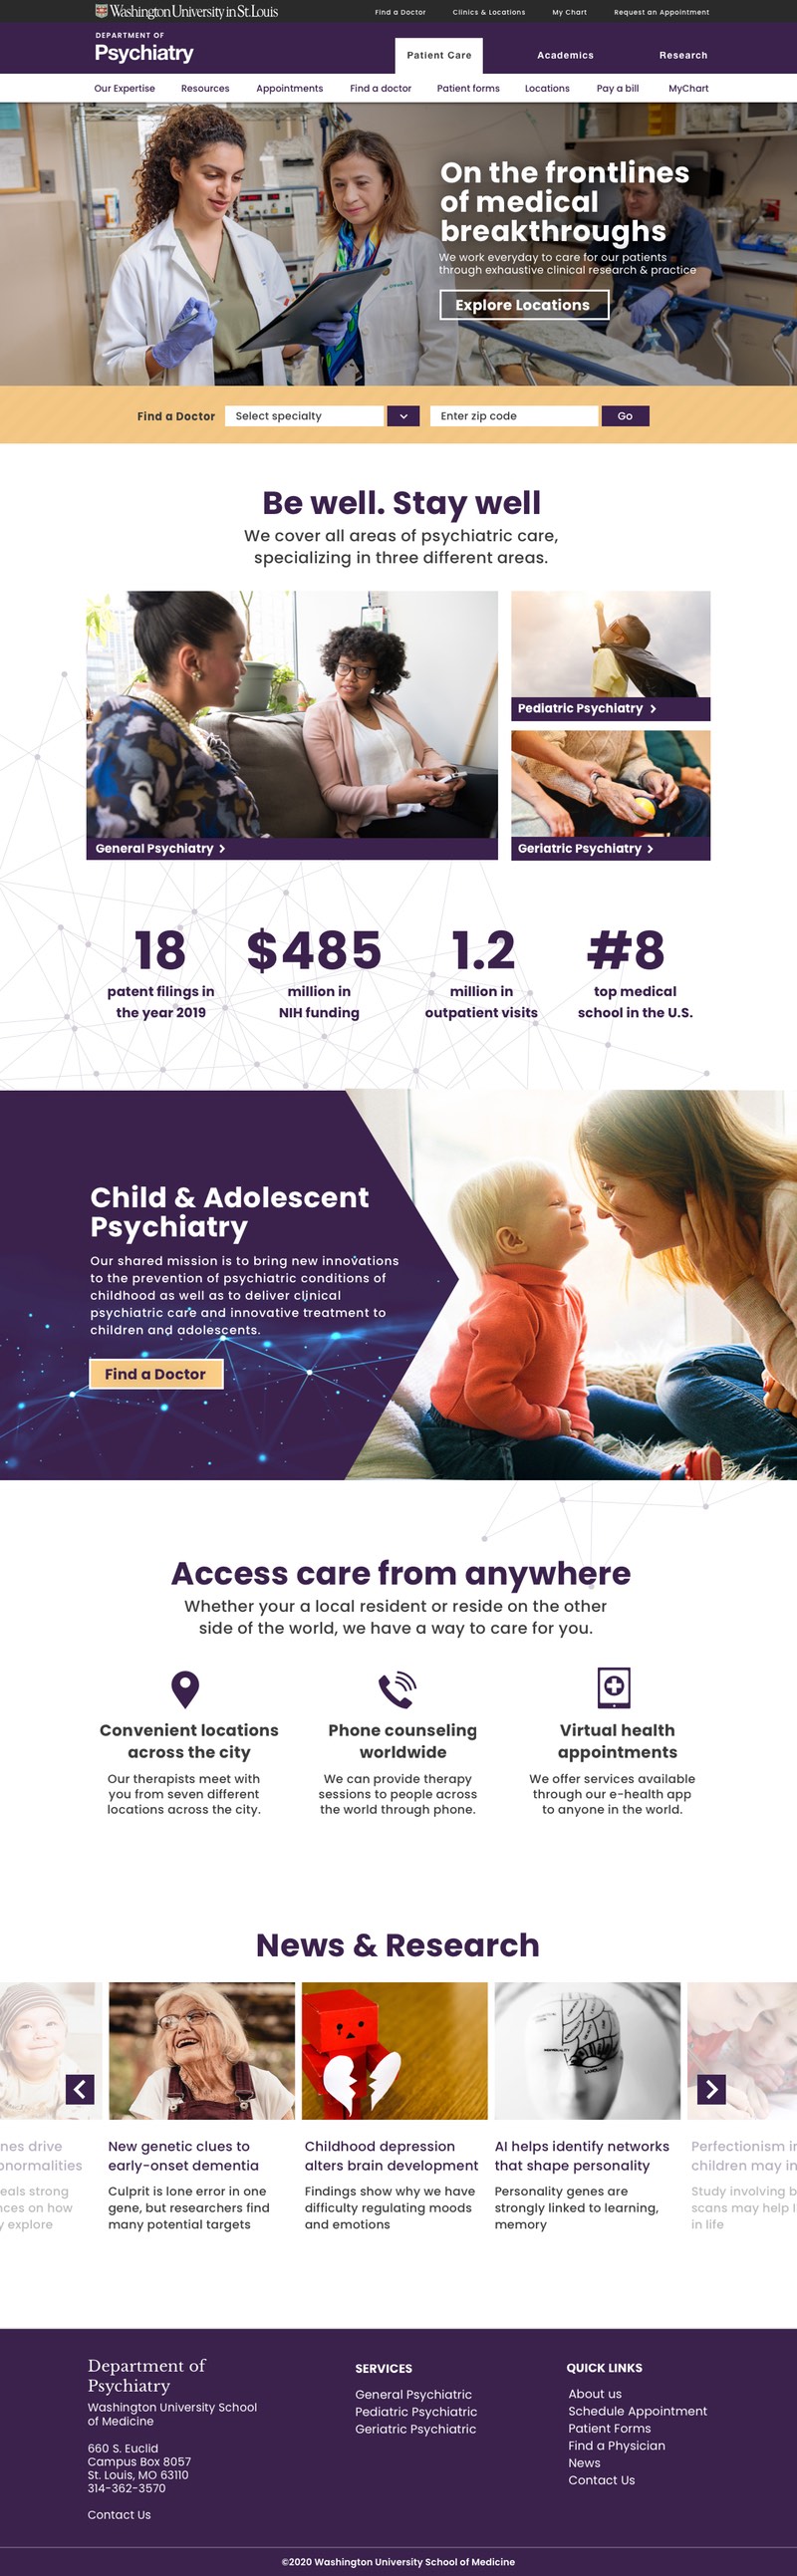 Washington University in St. Louis
Find a Doctor
Clinics & Locations
My Chart
Request an Appointment
DEPARTMENT OF
Psychiatry
Patient Care
Academics
Research
Our Expertise
Resources
Appointments
Find a doctor
Patient forms
Locations
Pay a bill
MyChart
On the frontlines
of medical
breakthroughs
We work everyday to care for our patients
through exhaustive clinical research & practice
Explore Locations
Find a Doctor
Select specialty
Enter zip code
Go
Be well. Stay well
We cover all areas of psychiatric care,
specializing in three different areas.
General Psychiatry
Pediatric Psychiatry
Geriatric Psychiatry
18
patent filings in
the year 2019
$485
million in
NIH funding
1.2
million in
outpatient visits
#8
top medical
school in the U.S.
Child & Adolescent
Psychiatry
Our shared mission is to bring new innovations
to the prevention of psychiatric conditions of
childhood as well as to deliver clinical
psychiatric care and innovative treatment to
children and adolescents.
Find a Doctor
Access care from anywhere
Whether your a local resident or reside on the other
side of the world, we have a way to care for you.
Convenient locations
across the city
Our therapists meet with
you from seven different
locations across the city.
Phone counseling
worldwide
We can provide therapy
sessions to people across
the world through phone.
Virtual health
appointments
We offer services available
through our e-health app
to anyone in the world.
News & Research
nes drive
onormalities
eals strong
nces on how
y explore
INDIVIDUALITY
LANGUAGE
New genetic clues to
early-onset dementia
Culprit is lone error in one
gene, but researchers find
many potential targets
Childhood depression
alters brain development
Findings show why we have
difficulty regulating moods
and emotions
AI helps identify networks
that shape personality
Personality genes are
strongly linked to learning,
memory
Perfectionism in
children may in
Study involving b
scans may help
in life
Department of
Psychiatry
Washington University School
of Medicine
660 S. Euclid
Campus Box 8057
St. Louis, MO 63110
314-362-3570
Contact Us
SERVICES
General Psychiatric
Pediatric Psychiatric
Geriatric Psychiatric
QUICK LINKS
About us
Schedule Appointment
Patient Forms
Find a Physician
News
Contact Us
©2020 Washington University School of Medicine